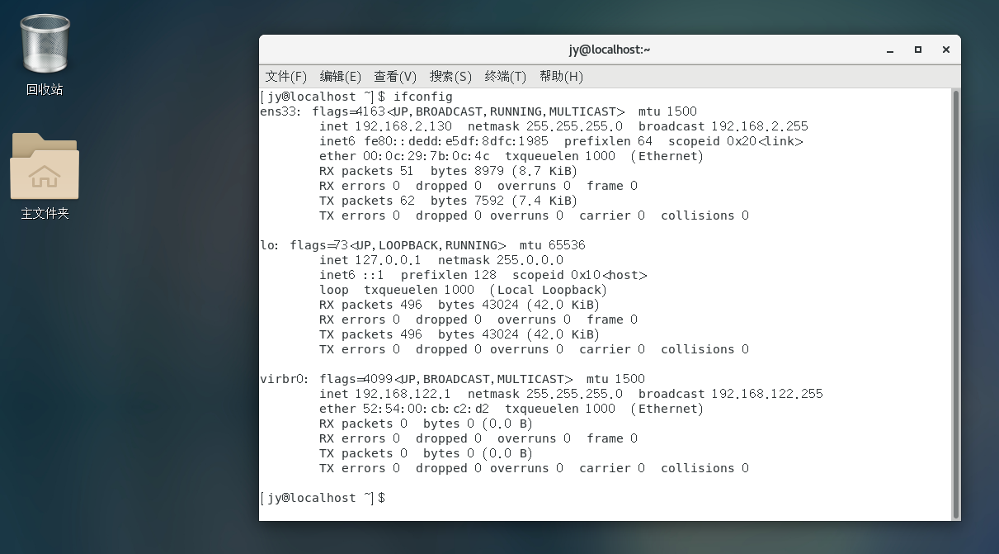 回收站
主文件夹
jy@localhost:~
文件(F) 编辑(E) 查看(V) 搜索(S) 终端(T) 帮助(H)
[jy@localhost ~]$ ifconfig
ens33: flags=4163<UP,BROADCAST,RUNNING,MULTICAST>  mtu 1500
        inet 192.168.2.130  netmask 255.255.255.0  broadcast 192.168.2.255
        inet6 fe80::dedd:e5df:8dfc:1985  prefixlen 64  scopeid 0x20<link>
        ether 00:0c:29:7b:0c:4c  txqueuelen 1000  (Ethernet)
        RX packets 51  bytes 8979 (8.7 KiB)
        RX errors 0  dropped 0  overruns 0  frame 0
        TX packets 62  bytes 7592 (7.4 KiB)
        TX errors 0  dropped 0 overruns 0  carrier 0  collisions 0

lo: flags=73<UP,LOOPBACK,RUNNING>  mtu 65536
        inet 127.0.0.1  netmask 255.0.0.0
        inet6 ::1  prefixlen 128  scopeid 0x10<host>
        loop  txqueuelen 1000  (Local Loopback)
        RX packets 496  bytes 43024 (42.0 KiB)
        RX errors 0  dropped 0  overruns 0  frame 0
        TX packets 496  bytes 43024 (42.0 KiB)
        TX errors 0  dropped 0 overruns 0  carrier 0  collisions 0

virbr0: flags=4099<UP,BROADCAST,MULTICAST>  mtu 1500
        inet 192.168.122.1  netmask 255.255.255.0  broadcast 192.168.122.255
        ether 52:54:00:cb:c2:d2  txqueuelen 1000  (Ethernet)
        RX packets 0  bytes 0 (0.0 B)
        RX errors 0  dropped 0  overruns 0  frame 0
        TX packets 0  bytes 0 (0.0 B)
        TX errors 0  dropped 0 overruns 0  carrier 0  collisions 0

[jy@localhost ~]$